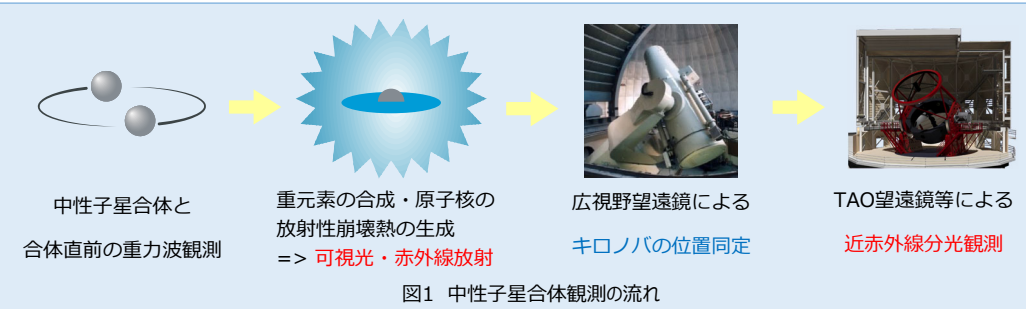 中性子星合体と
合体直前の重力波観測
重元素の合成・原子核の
放射性崩壊熱の生成
=> 可視光・赤外線放射
広視野望遠鏡による
キロノバの位置同定
TAO望遠鏡等による
近赤外線分光観測
図1 中性子星合体観測の流れ